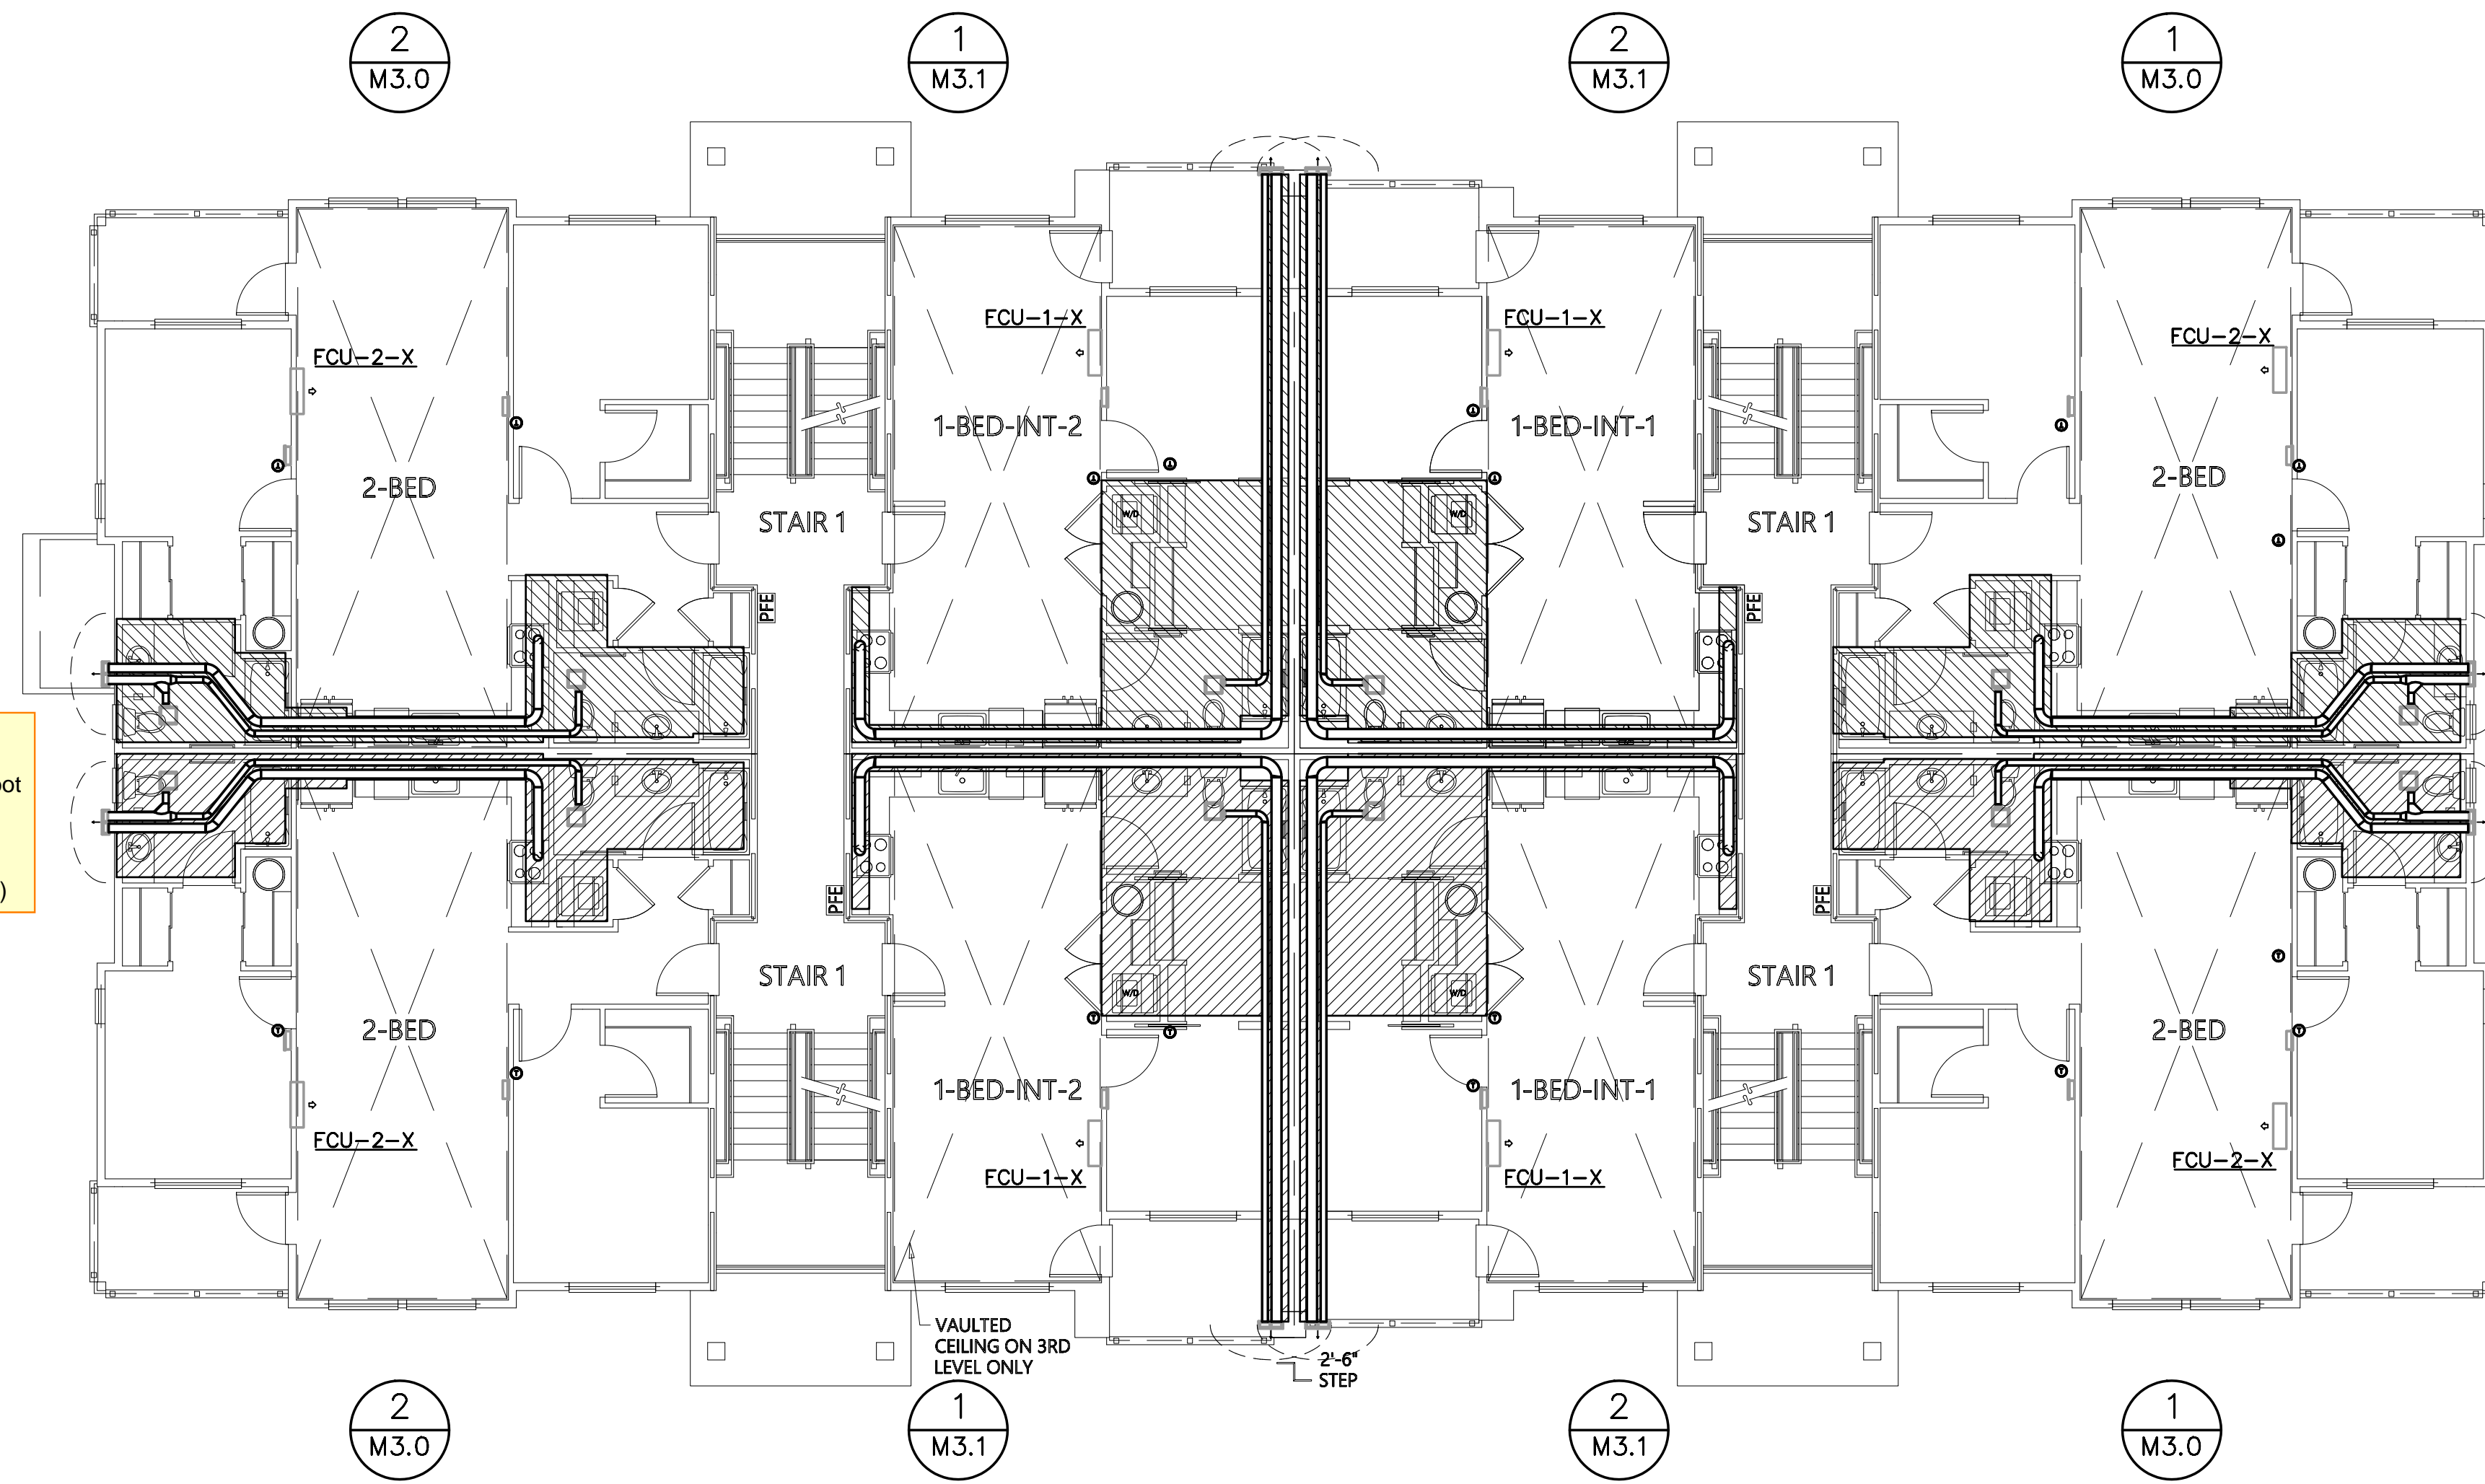 2
M3.0
1
M3.1
2
M3.1
1
M3.0
FCU-1-X
FCU-1-X
FCU-2-X
FCU-2-X
1-BED-INT-2
1-BED-INT-1
2-BED
2-BED
STAIR 1
STAIR 1
W/D
W/D
PFE
PFE
oot
)
PFE
PFE
STAIR 1
STAIR 1
W/D
W/D
2-BED
2-BED
1-BED-INT-2
1-BED-INT-1
FCU-2-X
FCU-2-X
FCU-1-X
FCU-1-X
VAULTED
CEILING ON 3RD
LEVEL ONLY
2'-6"
STEP
2
M3.0
1
M3.1
2
M3.1
1
M3.0